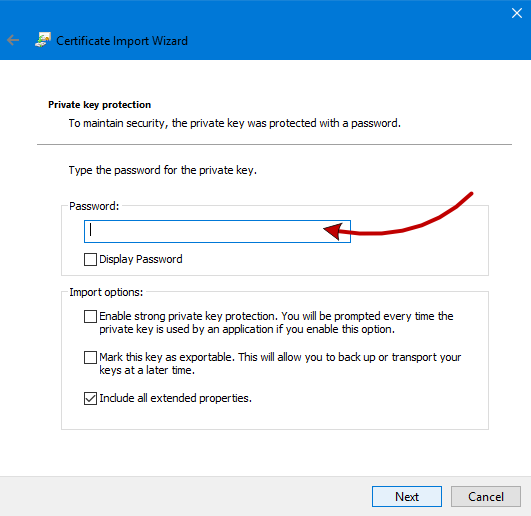 Certificate Import Wizard
Private key protection
To maintain security, the private key was protected with a password.
Type the password for the private key.
Password:
Display Password
Import options:
Enable strong private key protection. You will be prompted every time the
private key is used by an application if you enable this option.
Mark this key as exportable. This will allow you to back up or transport your
keys at a later time.
Include all extended properties.
Next
Cancel